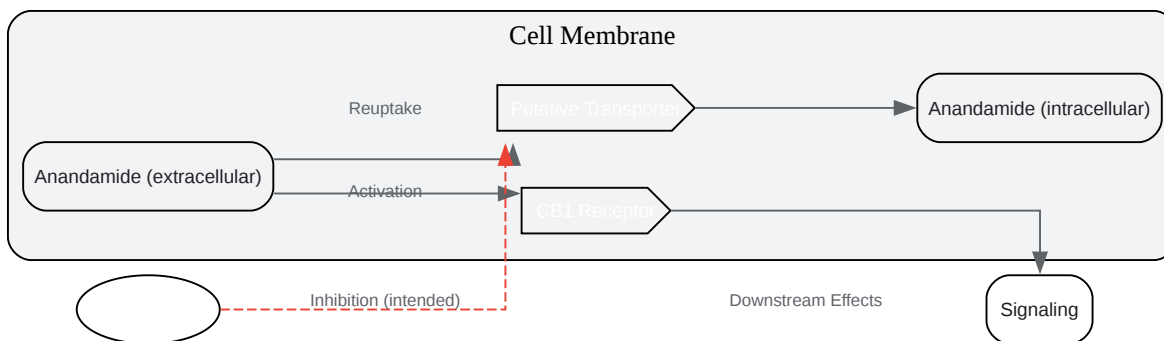 Cell Membrane
Reuptake
Putative Transporter
Anandamide (intracellular)
Anandamide (extracellular)
Activation
CB1 Receptor
Inhibition (intended)
Downstream Effects
Signaling